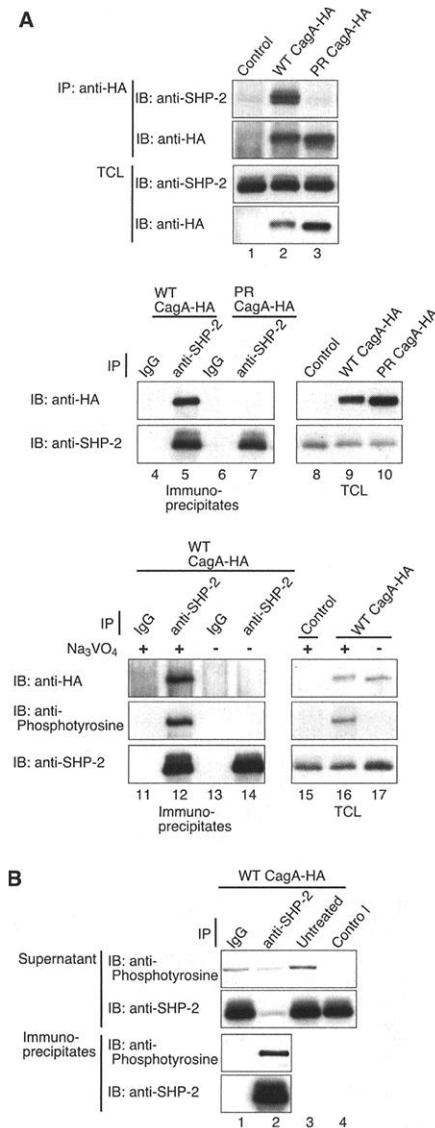 A
Control
WT CagA-HA
PR CagA-HA
IP: anti-HA
IB: anti-SHP-2
IB: anti-HA
TCL
IB: anti-SHP-2
IB: anti-HA
1 2 3
WT
CagA-HA
PR
CagA-HA
IP
IgG
anti-SHP-2
IgG
anti-SHP-2
Control
WT CagA-HA
PR CagA-HA
IB: anti-HA
IB: anti-SHP-2
4 5 6 7 8 9 10
Immuno-
precipitates
TCL
WT
CagA-HA
IP
IgG
anti-SHP-2
IgG
anti-SHP-2
Control
WT CagA-HA
Na3VO4 + + - - + + -
IB: anti-HA
IB: anti-
Phosphotyrosine
IB: anti-SHP-2
11 12 13 14 15 16 17
Immuno-
precipitates
TCL
B
WT CagA-HA
IP
IgG
anti-SHP-2
Untreated
Contro l
Supernatant
IB: anti-
Phosphotyrosine
IB: anti-SHP-2
Immuno-
precipitates
IB: anti-
Phosphotyrosine
IB: anti-SHP-2
1 2 3 4